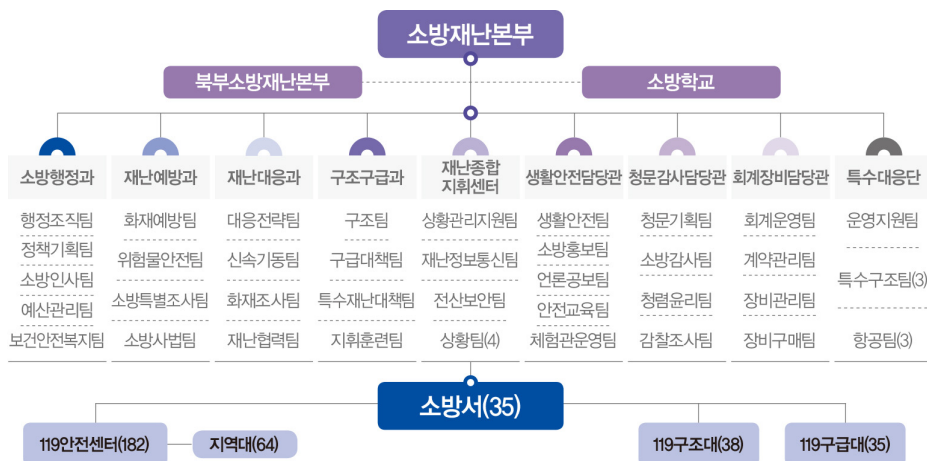 소방재난본부
북부소방재난본부
소방학교
소방행정과
재난예방과
재난대응과
구조구급과
재난종합
지휘센터
생활안전담당관
청문감사담당관
회계장비담당관
특수대응단
행정조직팀
정책기획팀
소방인사팀
예산관리팀
보건안전복지팀
화재예방팀
위험물안전팀
소방특별조사팀
소방사법팀
대응전략팀
신속기동팀
화재조사팀
재난협력팀
구조팀
구급대책팀
특수재난대책팀
지휘훈련팀
상황관리지원팀
재난정보통신팀
전산보안팀
상황팀(4)
생활안전팀
소방홍보팀
언론공보팀
안전교육팀
체험관운영팀
청문기획팀
소방감사팀
청렴윤리팀
감찰조사팀
회계운영팀
계약관리팀
장비관리팀
장비구매팀
운영지원팀
특수구조팀(3)
항공팀(3)
소방서(35)
119안전센터(182)
지역대(64)
119구조대(38)
119구급대(35)